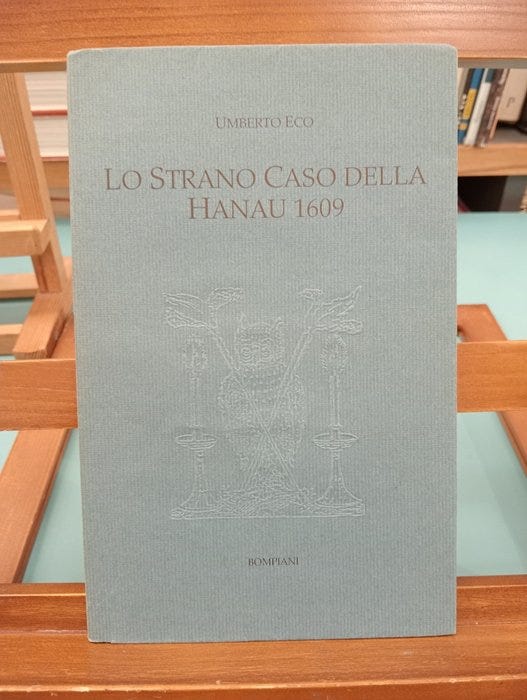 UMBERTO ECO
LO STRANO CASO DELLA
HANAU 1609
BOMPIANI